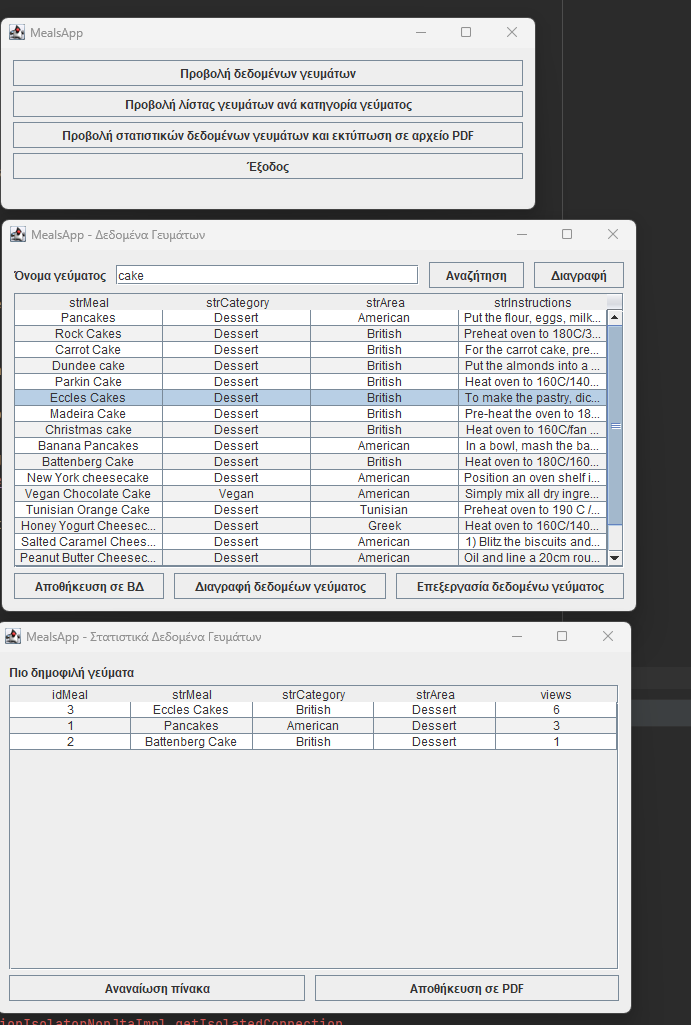 MealsApp
Προβολή δεδομένων γευμάτων
Προβολή λίστας γευμάτων ανά κατηγορία γεύματος
Προβολή στατιστικών δεδομένων γευμάτων και εκτύπωση σε αρχείο PDF
Έξοδος
MealsApp - Δεδομένα Γευμάτων
Όνομα γεύματος cake Αναζήτηση Διαγραφή
strMeal strCategory strArea strInstructions
Pancakes Dessert American Put the flour, eggs, milk...
Rock Cakes Dessert British Preheat oven to 180C/3...
Carrot Cake Dessert British For the carrot cake, pre...
Dundee cake Dessert British Put the almonds into a ...
Parkin Cake Dessert British Heat oven to 160C/140...
Eccles Cakes Dessert British To make the pastry, dic...
Madeira Cake Dessert British Pre-heat the oven to 18...
Christmas cake Dessert British Heat oven to 160C/fan ...
Banana Pancakes Dessert American In a bowl, mash the ba...
Battenberg Cake Dessert British Heat oven to 180C/160...
New York cheesecake Dessert American Position an oven shelf i...
Vegan Chocolate Cake Vegan American Simply mix all dry ingre...
Tunisian Orange Cake Dessert Tunisian Preheat oven to 190 C /...
Honey Yogurt Cheesec... Dessert Greek Heat oven to 160C/140...
Salted Caramel Chees... Dessert American 1) Blitz the biscuits and...
Peanut Butter Cheesec... Dessert American Oil and line a 20cm rou...
Αποθήκευση σε ΒΔ Διαγραφή δεδομέων γεύματος Επεξεργασία δεδομένω γεύματος
MealsApp - Στατιστικά Δεδομένα Γευμάτων
Πιο δημοφιλή γεύματα
idMeal strMeal strCategory strArea views
3 Eccles Cakes British Dessert 6
1 Pancakes American Dessert 3
2 Battenberg Cake British Dessert 1
Αναναίωση πίνακα Αποθήκευση σε PDF